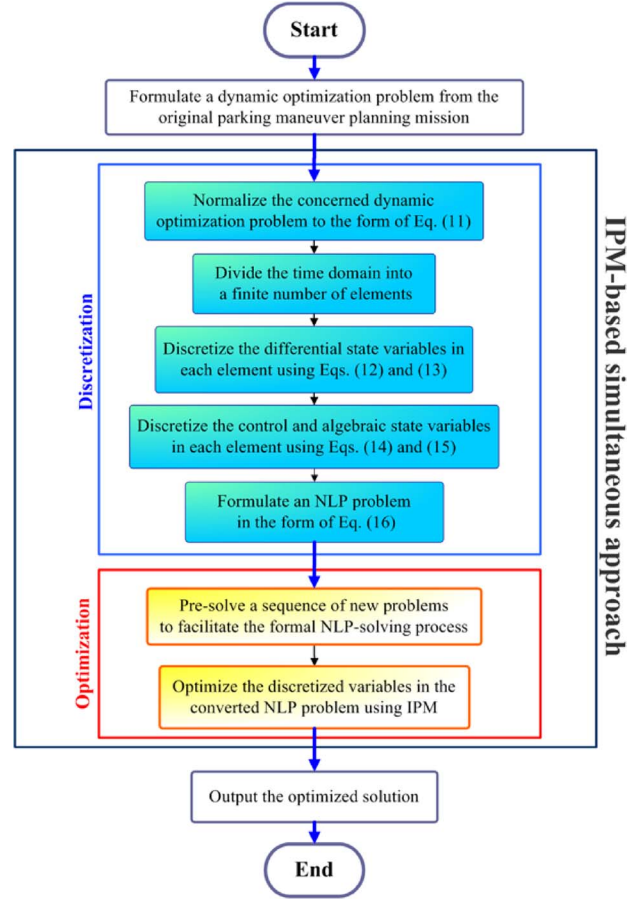 Start
Formulate a dynamic optimization problem from the
original parking maneuver planning mission
IPM-based simultaneous approach
Discretization
Normalize the concerned dynamic
optimization problem to the form of Eq. (11)
Divide the time domain into
a finite number of elements
Discretize the differential state variables in
each element using Eqs. (12) and (13)
Discretize the control and algebraic state variables
in each element using Eqs. (14) and (15)
Formulate an NLP problem
in the form of Eq. (16)
Optimization
Pre-solve a sequence of new problems
to facilitate the formal NLP-solving process
Optimize the discretized variables in the
converted NLP problem using IPM
Output the optimized solution
End